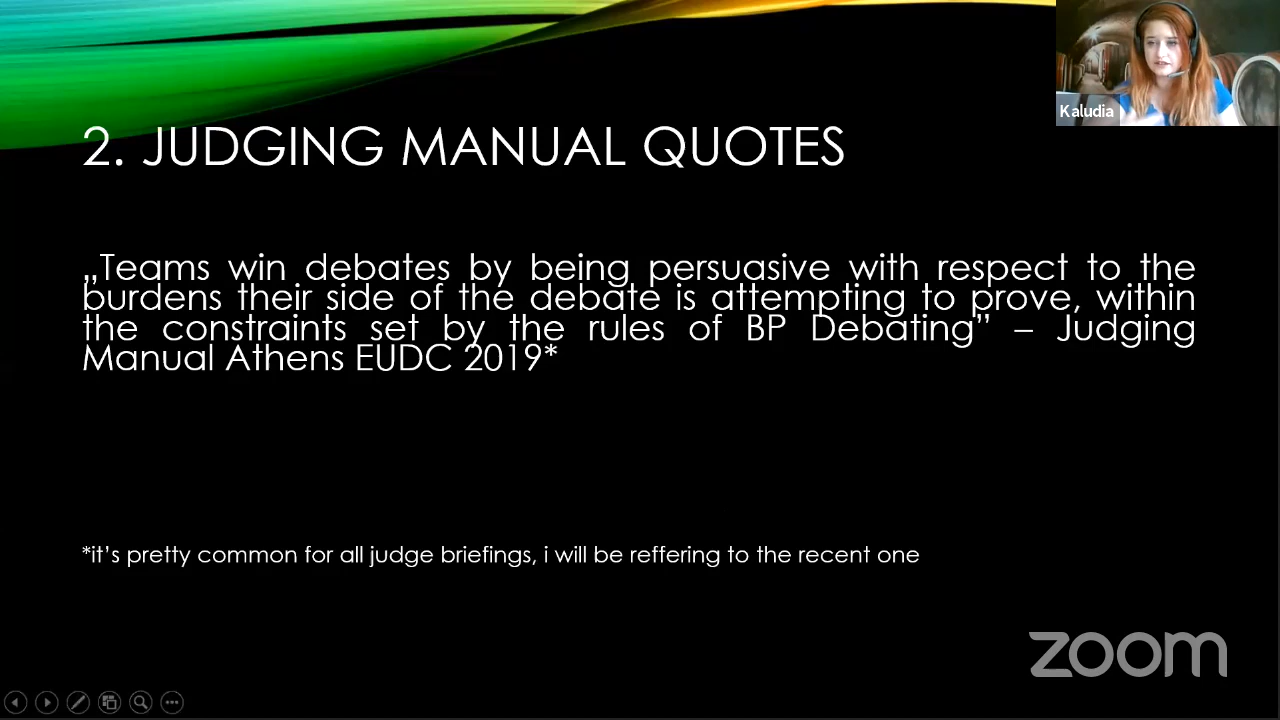 Kaludia
2. JUDGING MANUAL QUOTES
„Teams win debates by being persuasive with respect to the
burdens their side of the debate is attempting to prove, within
the constraints set by the rules of BP Debating” – Judging
Manual Athens EUDC 2019*
*it’s pretty common for all judge briefings, i will be reffering to the recent one
zoom